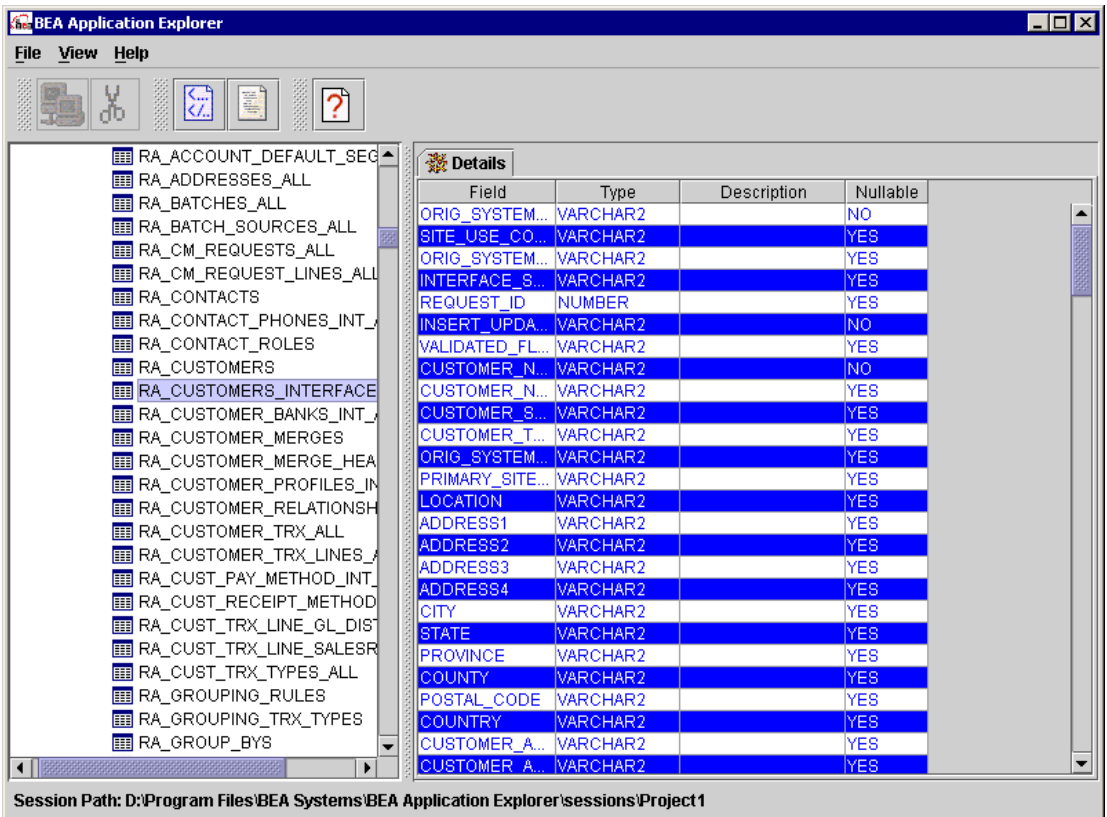 BEA Application Explorer
File View Help
RA_ACCOUNT_DEFAULT_SEG
RA_ADDRESSES_ALL
RA_BATCHES_ALL
RA_BATCH_SOURCES_ALL
RA_CM_REQUESTS_ALL
RA_CM_REQUEST_LINES_ALL
RA_CONTACTS
RA_CONTACT_PHONES_INT_
RA_CONTACT_ROLES
RA_CUSTOMERS
RA_CUSTOMERS_INTERFACE
RA_CUSTOMER_BANKS_INT_
RA_CUSTOMER_MERGES
RA_CUSTOMER_MERGE_HEA
RA_CUSTOMER_PROFILES_IN
RA_CUSTOMER_RELATIONSH
RA_CUSTOMER_TRX_ALL
RA_CUSTOMER_TRX_LINES_
RA_CUST_PAY_METHOD_INT_
RA_CUST_RECEIPT_METHOD
RA_CUST_TRX_LINE_GL_DIST
RA_CUST_TRX_LINE_SALESR
RA_CUST_TRX_TYPES_ALL
RA_GROUPING_RULES
RA_GROUPING_TRX_TYPES
RA_GROUP_BYS
Details
Field Type Description Nullable
ORIG_SYSTEM... VARCHAR2 NO
SITE_USE_CO... VARCHAR2 YES
ORIG_SYSTEM... VARCHAR2 YES
INTERFACE_S... VARCHAR2 YES
REQUEST_ID NUMBER YES
INSERT_UPDA... VARCHAR2 NO
VALIDATED_FL... VARCHAR2 YES
CUSTOMER_N... VARCHAR2 NO
CUSTOMER_N... VARCHAR2 YES
CUSTOMER_S... VARCHAR2 YES
CUSTOMER_T... VARCHAR2 YES
ORIG_SYSTEM... VARCHAR2 YES
PRIMARY_SITE... VARCHAR2 YES
LOCATION VARCHAR2 YES
ADDRESS1 VARCHAR2 YES
ADDRESS2 VARCHAR2 YES
ADDRESS3 VARCHAR2 YES
ADDRESS4 VARCHAR2 YES
CITY VARCHAR2 YES
STATE VARCHAR2 YES
PROVINCE VARCHAR2 YES
COUNTY VARCHAR2 YES
POSTAL_CODE VARCHAR2 YES
COUNTRY VARCHAR2 YES
CUSTOMER_A... VARCHAR2 YES
CUSTOMER_A... VARCHAR2 YES
Session Path: D:\Program Files\BEA Systems\BEA Application Explorer\sessions\Project1